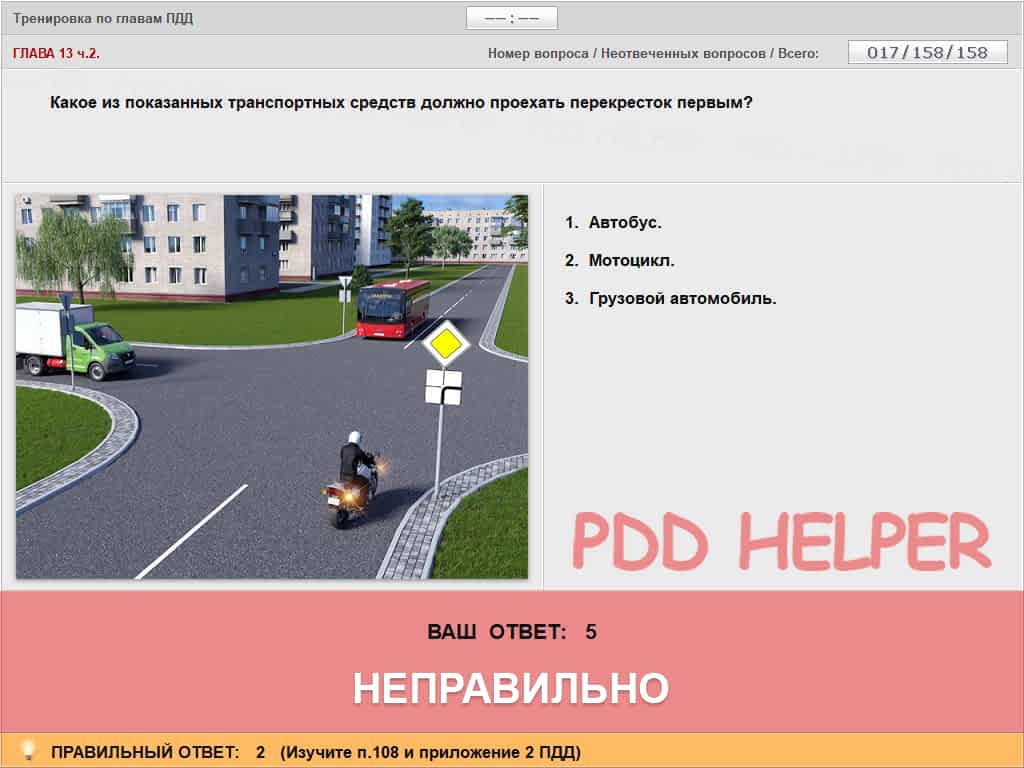 Тренировка по главам ПДД
–– : ––
ГЛАВА 13 ч.2.
Номер вопроса / Неотвеченных вопросов / Всего:
017/158/158
Какое из показанных транспортных средств должно проехать перекресток первым?
1. Автобус.
2. Мотоцикл.
3. Грузовой автомобиль.
PDD HELPER
ВАШ ОТВЕТ: 5
НЕПРАВИЛЬНО
ПРАВИЛЬНЫЙ ОТВЕТ: 2 (Изучите п.108 и приложение 2 ПДД)